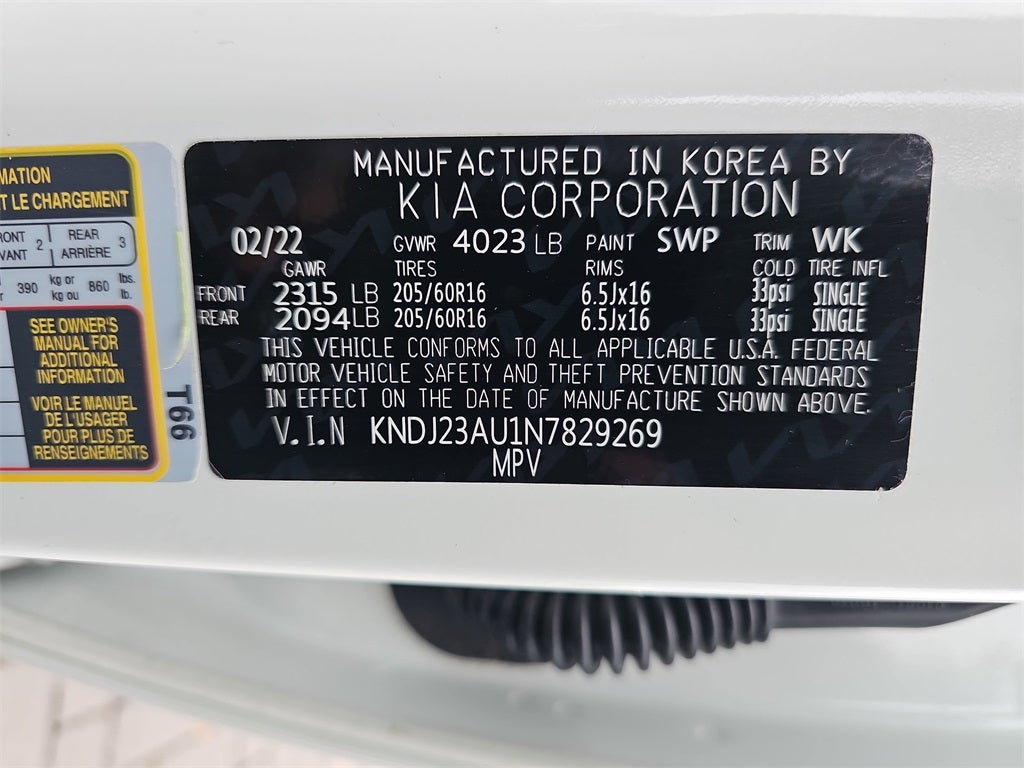 MATION
T LE CHARGEMENT
RONT
VANT
2
REAR
ARRIÈRE
3
390 kg or
kg ou 860 lbs.
lb.
SEE OWNER'S
MANUAL FOR
ADDITIONAL
INFORMATION
VOIR LE MANUEL
DE L'USAGER
POUR PLUS DE
RENSEIGNEMENTS
T66
MANUFACTURED IN KOREA BY
KIA CORPORATION
02/22 GVWR 4023 LB PAINT SWP TRIM WK
GAWR TIRES RIMS COLD TIRE INFL
FRONT 2315 LB 205/60R16 6.5Jx16 33psi SINGLE
REAR 2094 LB 205/60R16 6.5Jx16 33psi SINGLE
THIS VEHICLE CONFORMS TO ALL APPLICABLE U.S.A. FEDERAL
MOTOR VEHICLE SAFETY AND THEFT PREVENTION STANDARDS
IN EFFECT ON THE DATE OF MANUFACTURE SHOWN ABOVE.
V.I.N KNDJ23AU1N7829269
MPV